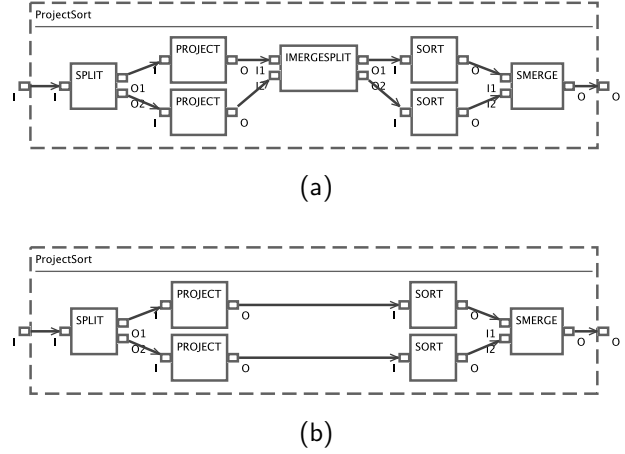 ProjectSort
SPLIT PROJECT IMERGESPLIT SORT SMERGE
I I O1 O2 I O I1 I2 O1 O2 I O I1 I2 O O
PROJECT SORT
I O I O
(a)
ProjectSort
SPLIT PROJECT SORT SMERGE
I I O1 O2 I O I O I1 I2 O O
PROJECT SORT
I O I O
(b)